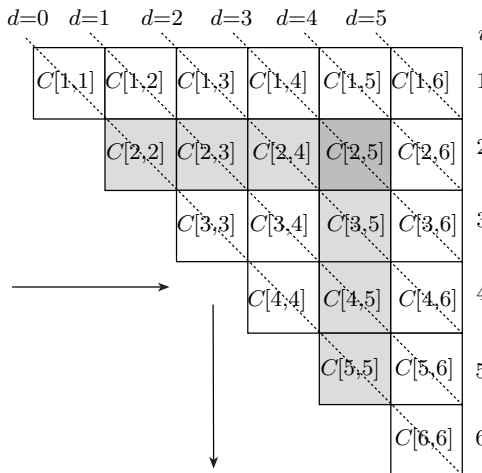 d=0 d=1 d=2 d=3 d=4 d=5
C[1,1] C[1,2] C[1,3] C[1,4] C[1,5] C[1,6] 1
C[2,2] C[2,3] C[2,4] C[2,5] C[2,6] 2
C[3,3] C[3,4] C[3,5] C[3,6] 3
C[4,4] C[4,5] C[4,6] 4
C[5,5] C[5,6] 5
C[6,6] 6